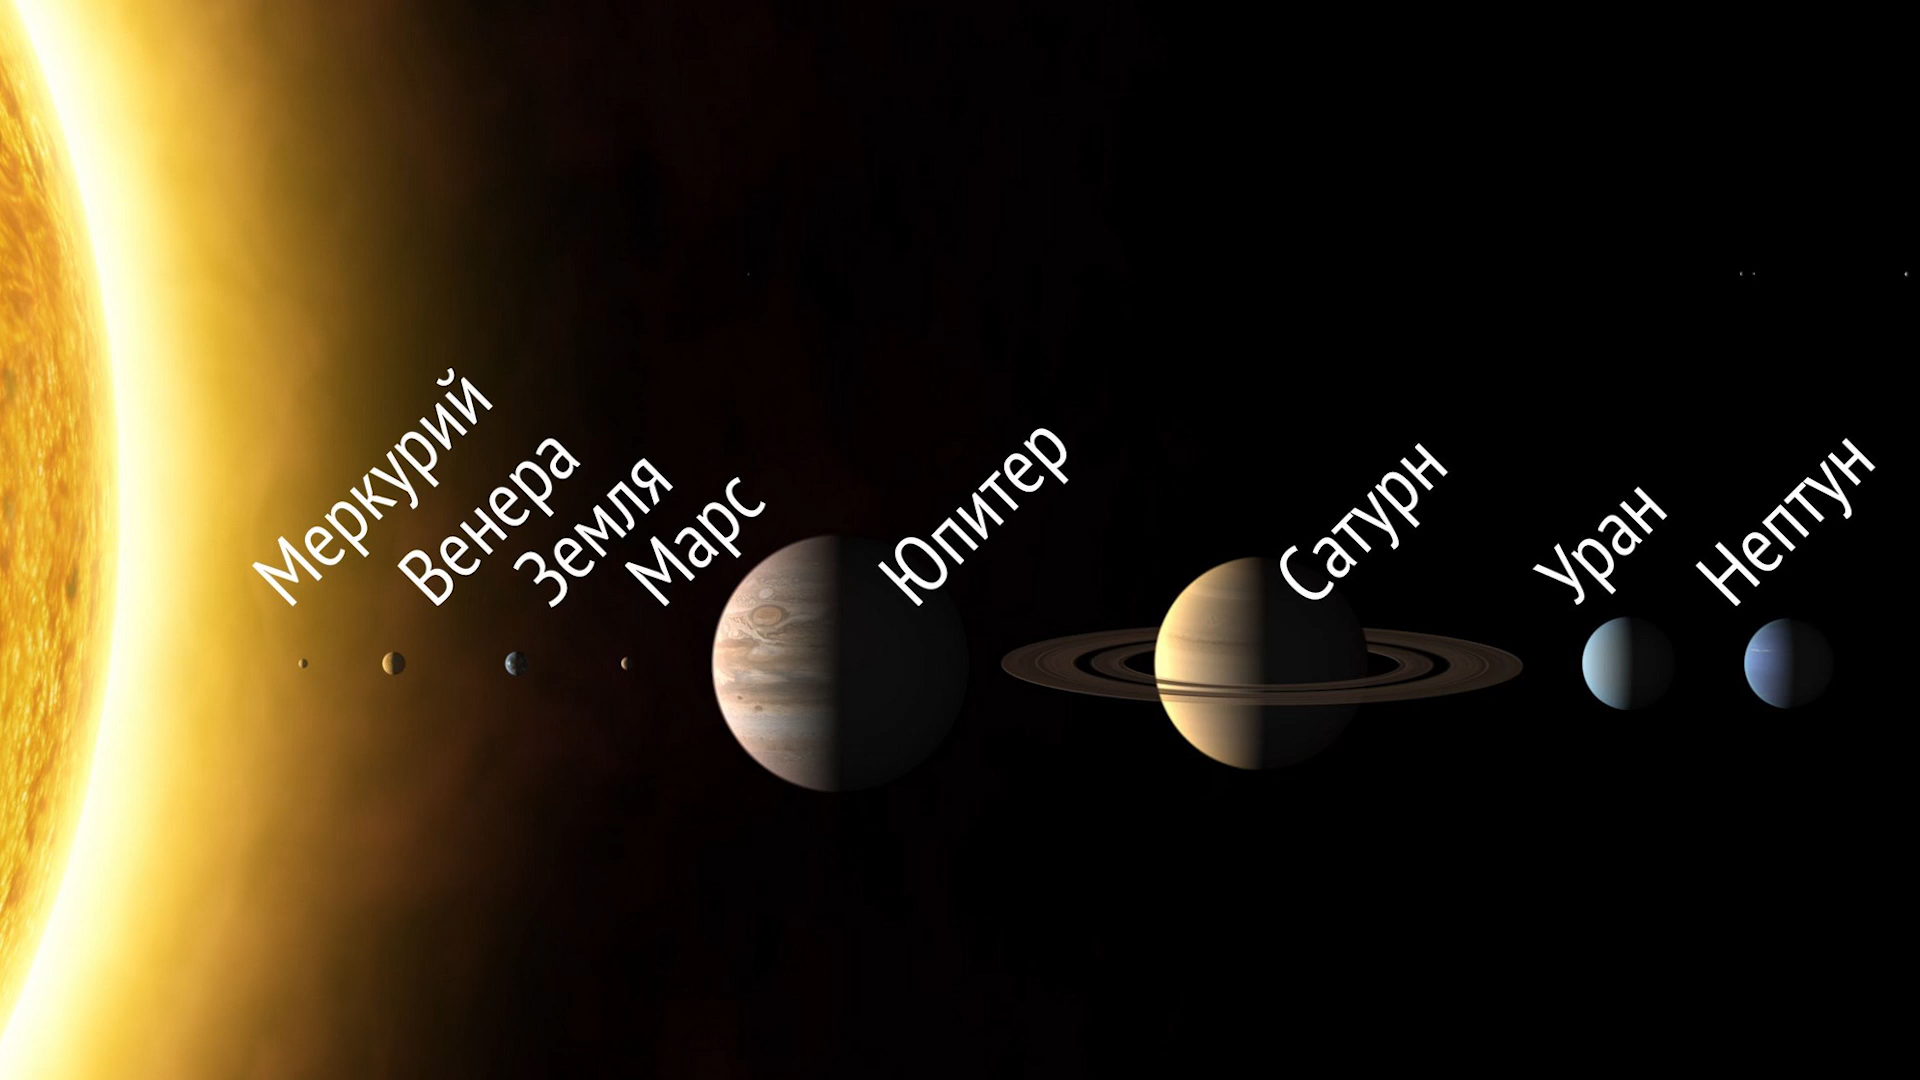 Меркурий
Венера
Земля
Марс
Юпитер
Сатурн
Уран
Нептун